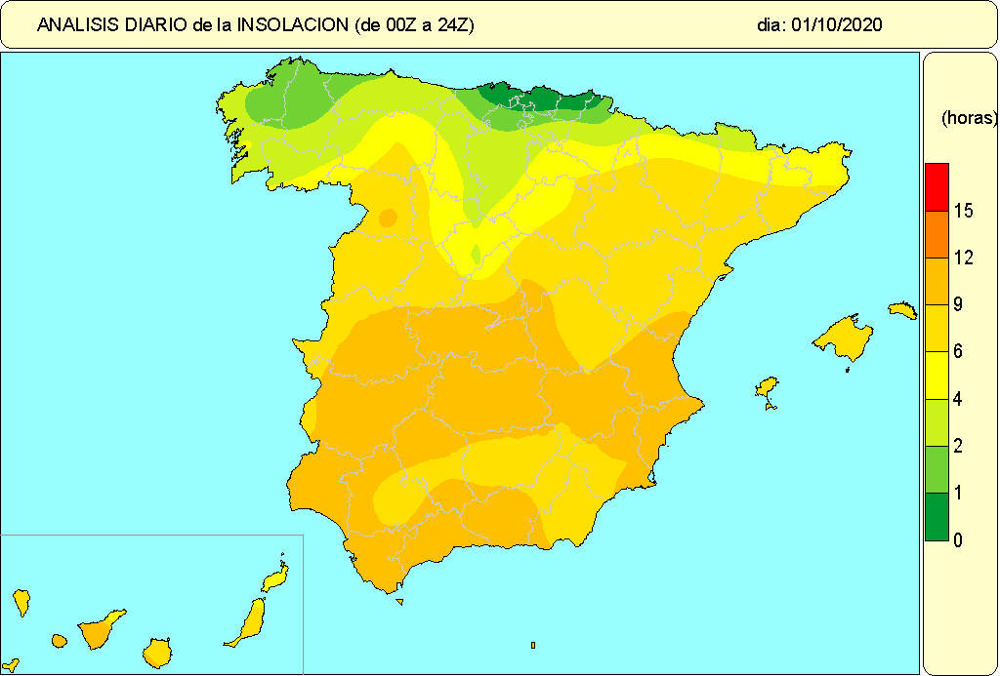 ANALISIS DIARIO de la INSOLACION (de 00Z a 24Z)
dia: 01/10/2020
(horas)
15
12
9
6
4
2
1
0